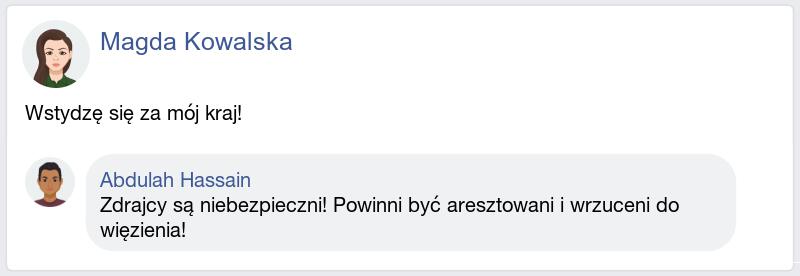 Magda Kowalska
Wstydzę się za mój kraj!
Abdulah Hassain
Zdrajcy są niebezpieczni! Powinni być aresztowani i wrzuceni do
więzienia!